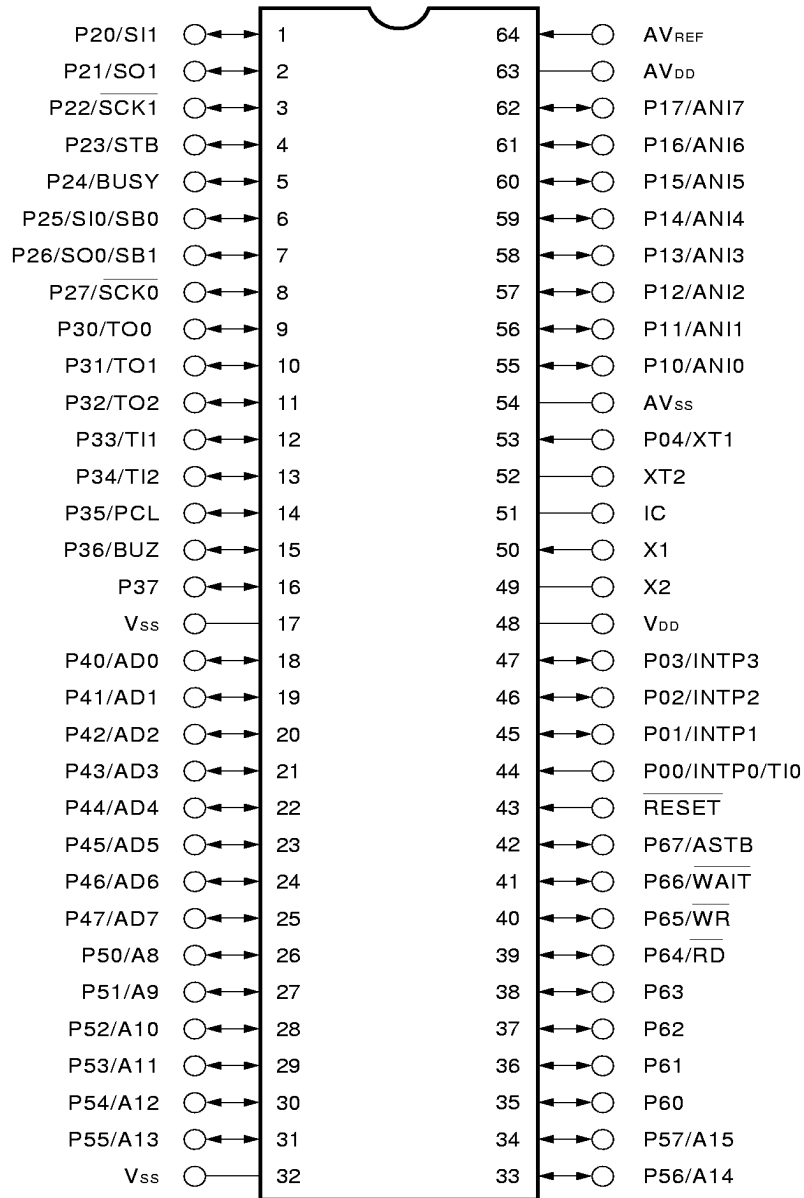 P20/SI1 1 64 AVREF
P21/SO1 2 63 AVDD
P22/SCK1 3 62 P17/ANI7
P23/STB 4 61 P16/ANI6
P24/BUSY 5 60 P15/ANI5
P25/SI0/SB0 6 59 P14/ANI4
P26/SO0/SB1 7 58 P13/ANI3
P27/SCK0 8 57 P12/ANI2
P30/TO0 9 56 P11/ANI1
P31/TO1 10 55 P10/ANI0
P32/TO2 11 54 AVSS
P33/TI1 12 53 P04/XT1
P34/TI2 13 52 XT2
P35/PCL 14 51 IC
P36/BUZ 15 50 X1
P37 16 49 X2
VSS 17 48 VDD
P40/AD0 18 47 P03/INTP3
P41/AD1 19 46 P02/INTP2
P42/AD2 20 45 P01/INTP1
P43/AD3 21 44 P00/INTP0/TI0
P44/AD4 22 43 RESET
P45/AD5 23 42 P67/ASTB
P46/AD6 24 41 P66/WAIT
P47/AD7 25 40 P65/WR
P50/A8 26 39 P64/RD
P51/A9 27 38 P63
P52/A10 28 37 P62
P53/A11 29 36 P61
P54/A12 30 35 P60
P55/A13 31 34 P57/A15
VSS 32 33 P56/A14